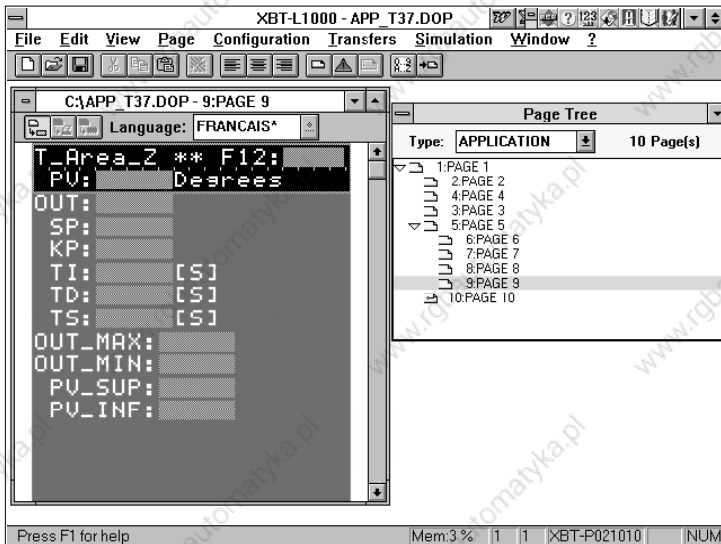 XBT-L1000 - APP_T37.DOP
File Edit View Page Configuration Transfers Simulation Window ?
C:\APP_T37.DOP - 9:PAGE 9
Language: FRANCAIS*
T_Area_Z ** F12:
PV: Degrees
OUT:
SP:
KP:
TI: [S]
TD: [S]
TS: [S]
OUT_MAX:
OUT_MIN:
PV_SUP:
PV_INF:
Page Tree
Type: APPLICATION 10 Page(s)
1:PAGE 1
2:PAGE 2
4:PAGE 4
3:PAGE 3
5:PAGE 5
6:PAGE 6
7:PAGE 7
8:PAGE 8
9:PAGE 9
10:PAGE 10
Press F1 for help Mem:3 % 1 1 XBT-P021010 NUM
www.rgbautomatyka.pl